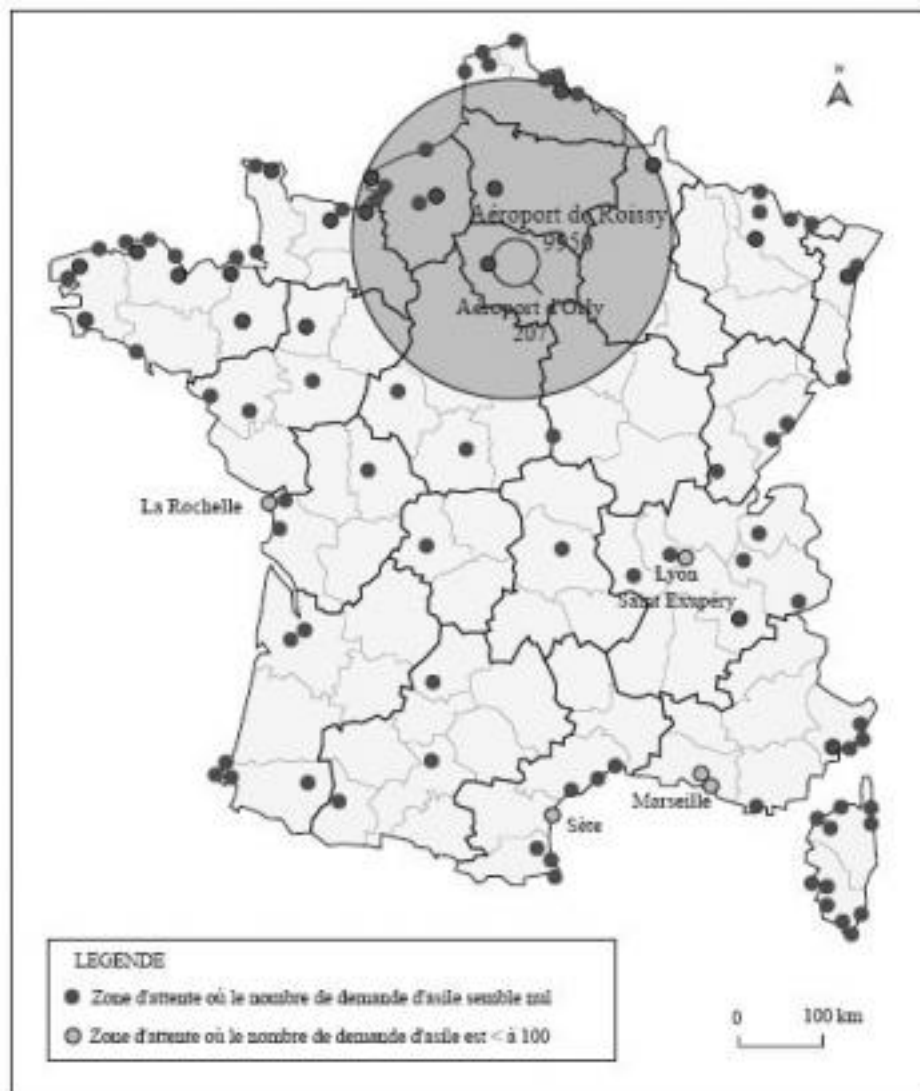 N
Aéroport de Roissy
9950
Aéroport d'Orly
207
La Rochelle
Lyon
Saint Exupéry
Marseille
Sète
LEGENDE
Zone d'attente où le nombre de demande d'asile semble nul
Zone d'attente où le nombre de demande d'asile est < à 100
0 100 km